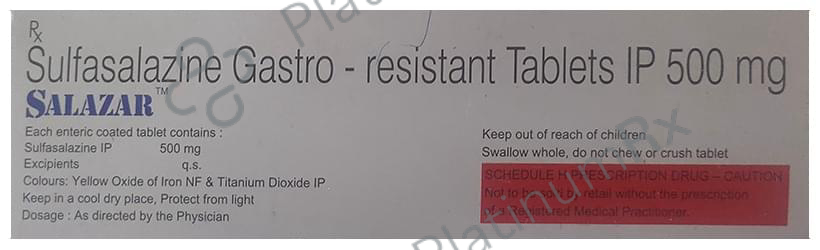 Rx
Sulfasalazine Gastro - resistant Tablets IP 500 mg
SALAZAR™
Each enteric coated tablet contains :
Sulfasalazine IP 500 mg
Excipients q.s.
Colours: Yellow Oxide of Iron NF & Titanium Dioxide IP
Keep in a cool dry place, Protect from light
Dosage : As directed by the Physician
Keep out of reach of children
Swallow whole, do not chew or crush tablet
SCHEDULE H PRESCRIPTION DRUG – CAUTION
Not to be sold by retail without the prescription
of a Registered Medical Practitioner.
PlatinumRx